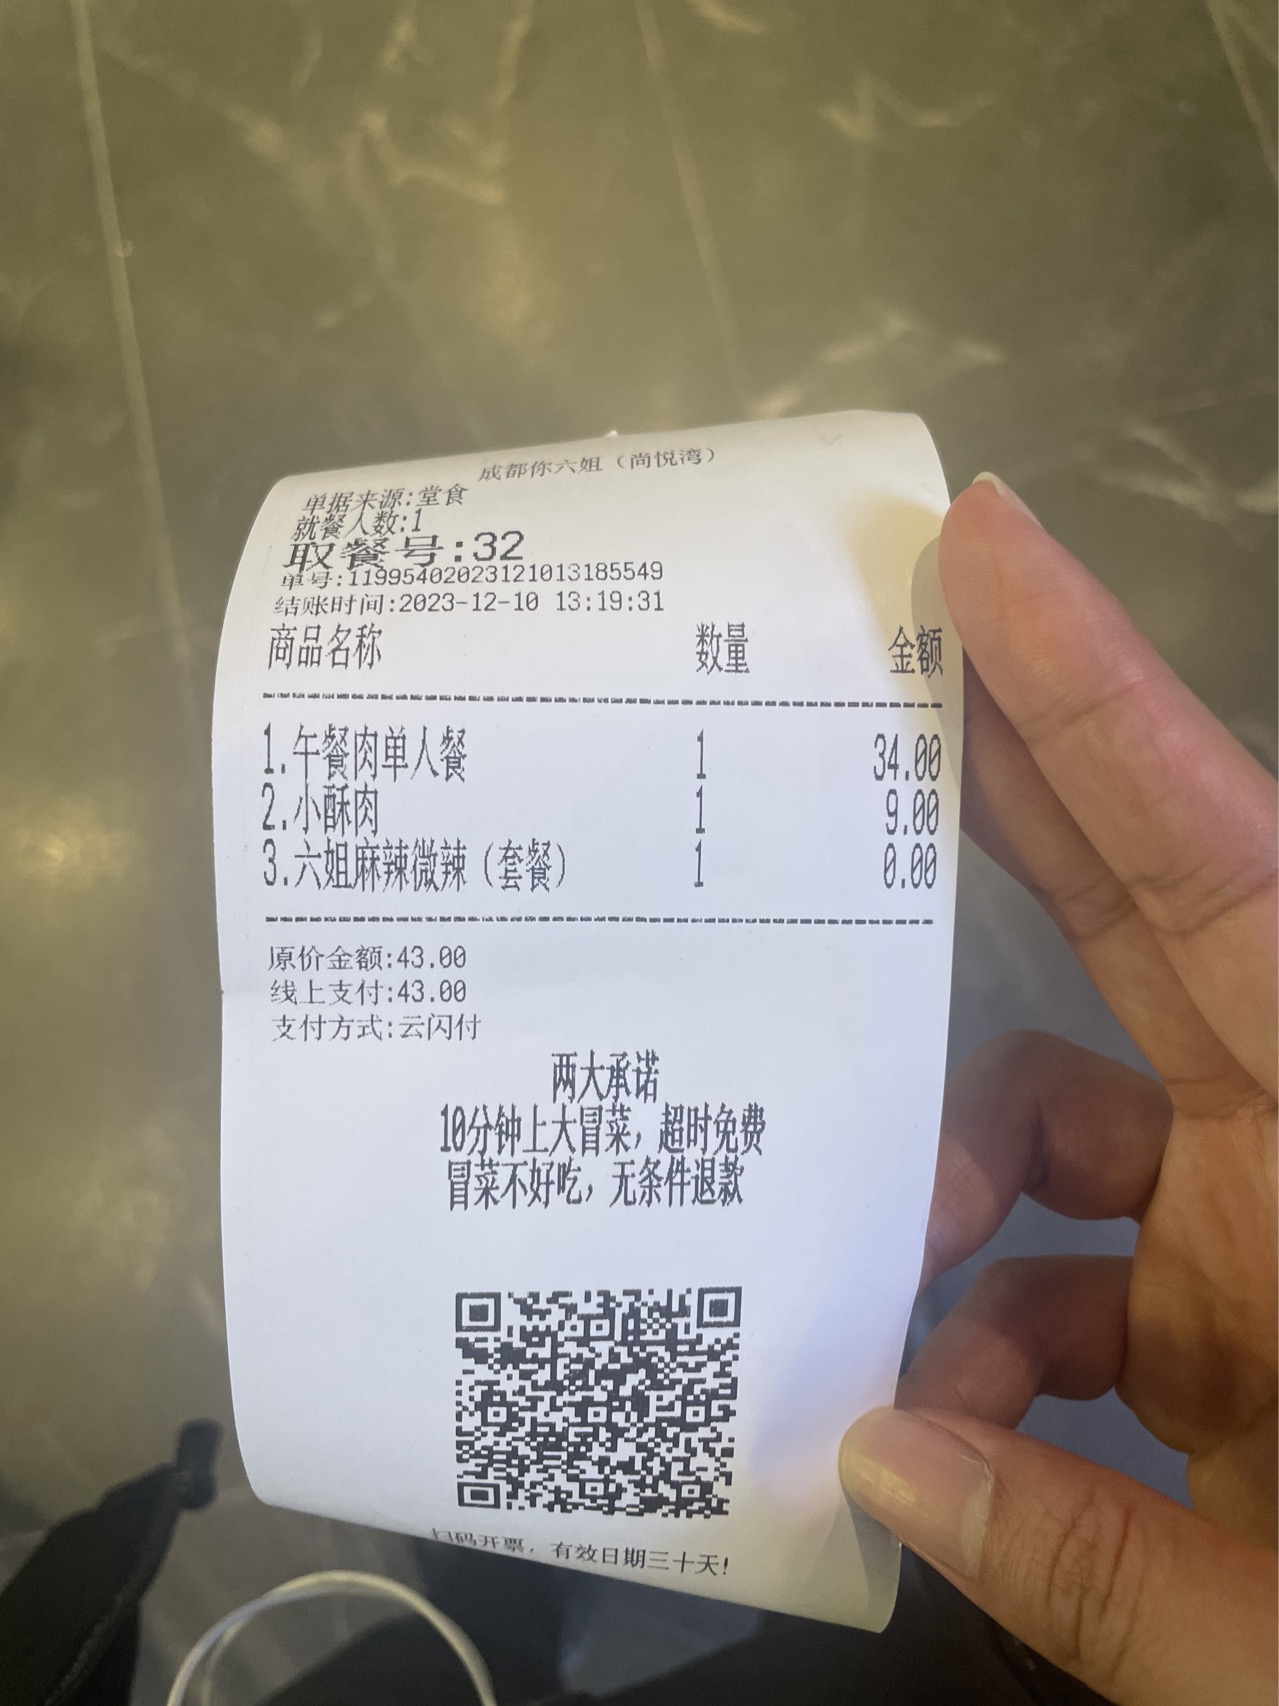 成都你六姐（尚悦湾）
单据来源:堂食
就餐人数:1
取餐号:32
单号:11995402023121013185549
结账时间:2023-12-10 13:19:31
商品名称 数量 金额
1.午餐肉单人餐 1 34.00
2.小酥肉 1 9.00
3.六姐麻辣微辣（套餐） 1 0.00
原价金额:43.00
线上支付:43.00
支付方式:云闪付
两大承诺
10分钟上大冒菜，超时免费
冒菜不好吃，无条件退款
扫码开票，有效日期三十天!